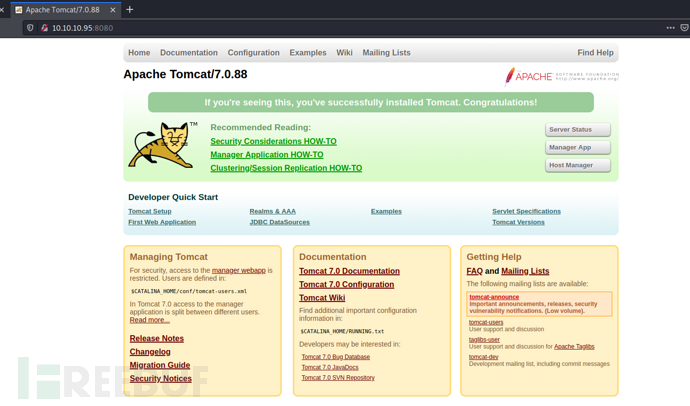 Apache Tomcat/7.0.88
10.10.10.95:8080
Home Documentation Configuration Examples Wiki Mailing Lists Find Help
Apache Tomcat/7.0.88
APACHE SOFTWARE FOUNDATION
http://www.apache.org/
If you're seeing this, you've successfully installed Tomcat. Congratulations!
TM
Recommended Reading:
Security Considerations HOW-TO
Manager Application HOW-TO
Clustering/Session Replication HOW-TO
Server Status
Manager App
Host Manager
Developer Quick Start
Tomcat Setup Realms & AAA Examples Servlet Specifications
First Web Application JDBC DataSources Tomcat Versions
Managing Tomcat
For security, access to the manager webapp is
restricted. Users are defined in:
$CATALINA_HOME/conf/tomcat-users.xml
In Tomcat 7.0 access to the manager
application is split between different users.
Read more...
Release Notes
Changelog
Migration Guide
Security Notices
Documentation
Tomcat 7.0 Documentation
Tomcat 7.0 Configuration
Tomcat Wiki
Find additional important configuration
information in:
$CATALINA_HOME/RUNNING.txt
Developers may be interested in:
Tomcat 7.0 Bug Database
Tomcat 7.0 JavaDocs
Tomcat 7.0 SVN Repository
Getting Help
FAQ and Mailing Lists
The following mailing lists are available:
tomcat-announce
Important announcements, releases, security
vulnerability notifications. (Low volume).
tomcat-users
User support and discussion
taglibs-user
User support and discussion for Apache Taglibs
tomcat-dev
Development mailing list, including commit messages
FREEBUF